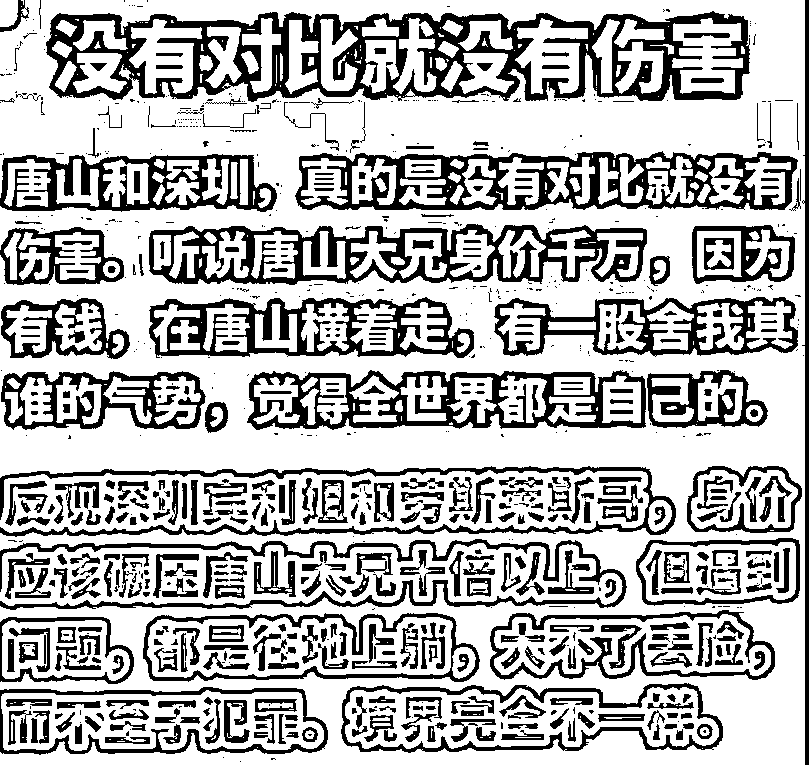 没有对比就没有伤害
唐山和深圳，真的是没有对比就没有
伤害。听说唐山大兄身价千万，因为
有钱，在唐山横着走，有一股舍我其
谁的气势，觉得全世界都是自己的。
反观深圳宾利姐和劳斯莱斯哥，身价
应该碾压唐山大兄十倍以上，但遇到
问题，都是往地上躺，大不了丢脸，
而不至于犯罪。境界完全不一样。